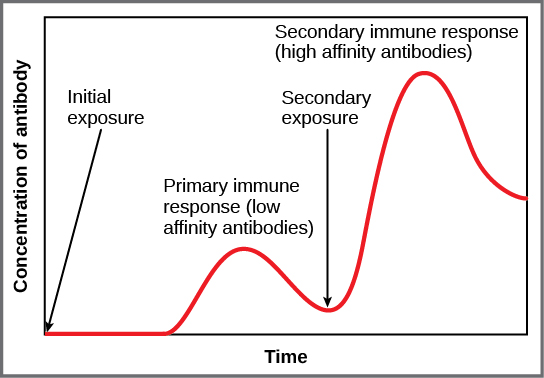 Secondary immune response
(high affinity antibodies)
Initial
exposure
Secondary
exposure
Primary immune
response (low
affinity antibodies)
Concentration of antibody
Time